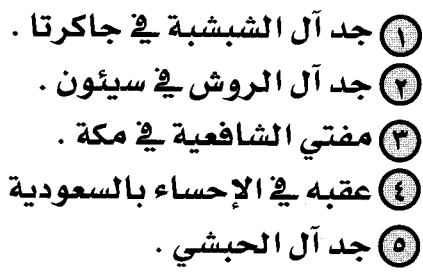 ١ جد آل الشبشبة في جاكرتا .
٢ جد آل الروش في سيئون .
٣ مفتي الشافعية في مكة .
٤ عقبه في الإحساء بالسعودية
٥ جد آل الحبشي .